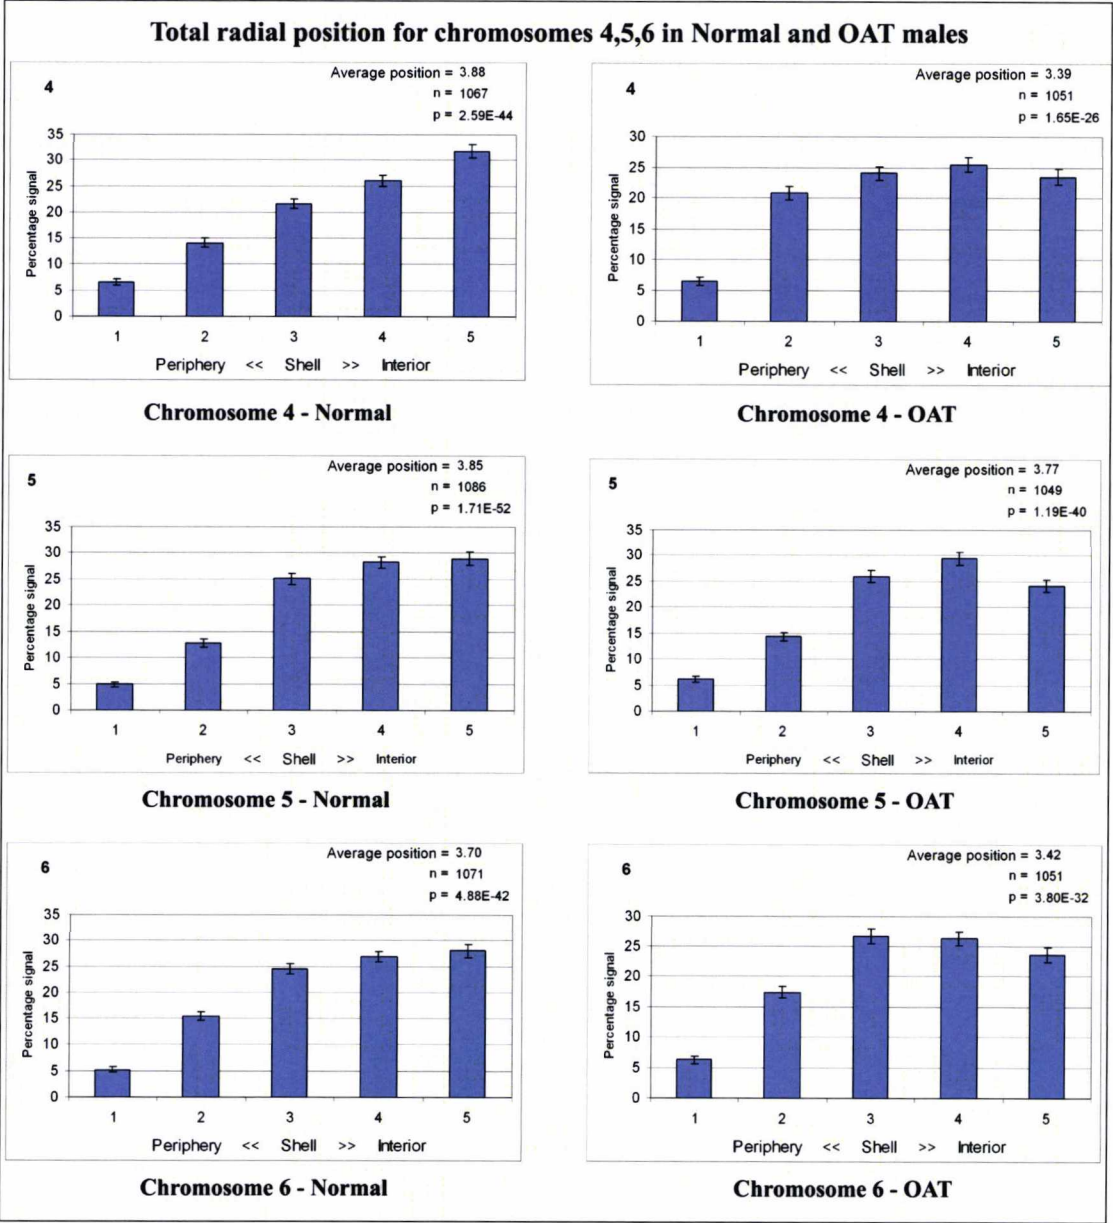 Total radial position for chromosomes 4,5,6 in Normal and OAT males
4
Average position = 3.88
n = 1067
p = 2.59E-44
35
30
25
20
15
10
5
0
Percentage signal
1 2 3 4 5
Periphery << Shell >> Interior
Chromosome 4 - Normal
4
Average position = 3.39
n = 1051
p = 1.65E-26
30
25
20
15
10
5
0
Percentage signal
1 2 3 4 5
Periphery << Shell >> Interior
Chromosome 4 - OAT
5
Average position = 3.85
n = 1086
p = 1.71E-52
35
30
25
20
15
10
5
0
Percentage signal
1 2 3 4 5
Periphery << Shell >> Interior
Chromosome 5 - Normal
5
Average position = 3.77
n = 1049
p = 1.19E-40
35
30
25
20
15
10
5
0
Percentage signal
1 2 3 4 5
Periphery << Shell >> Interior
Chromosome 5 - OAT
6
Average position = 3.70
n = 1071
p = 4.88E-42
35
30
25
20
15
10
5
0
Percentage signal
1 2 3 4 5
Periphery << Shell >> Interior
Chromosome 6 - Normal
6
Average position = 3.42
n = 1051
p = 3.80E-32
30
25
20
15
10
5
0
Percentage signal
1 2 3 4 5
Periphery << Shell >> Interior
Chromosome 6 - OAT